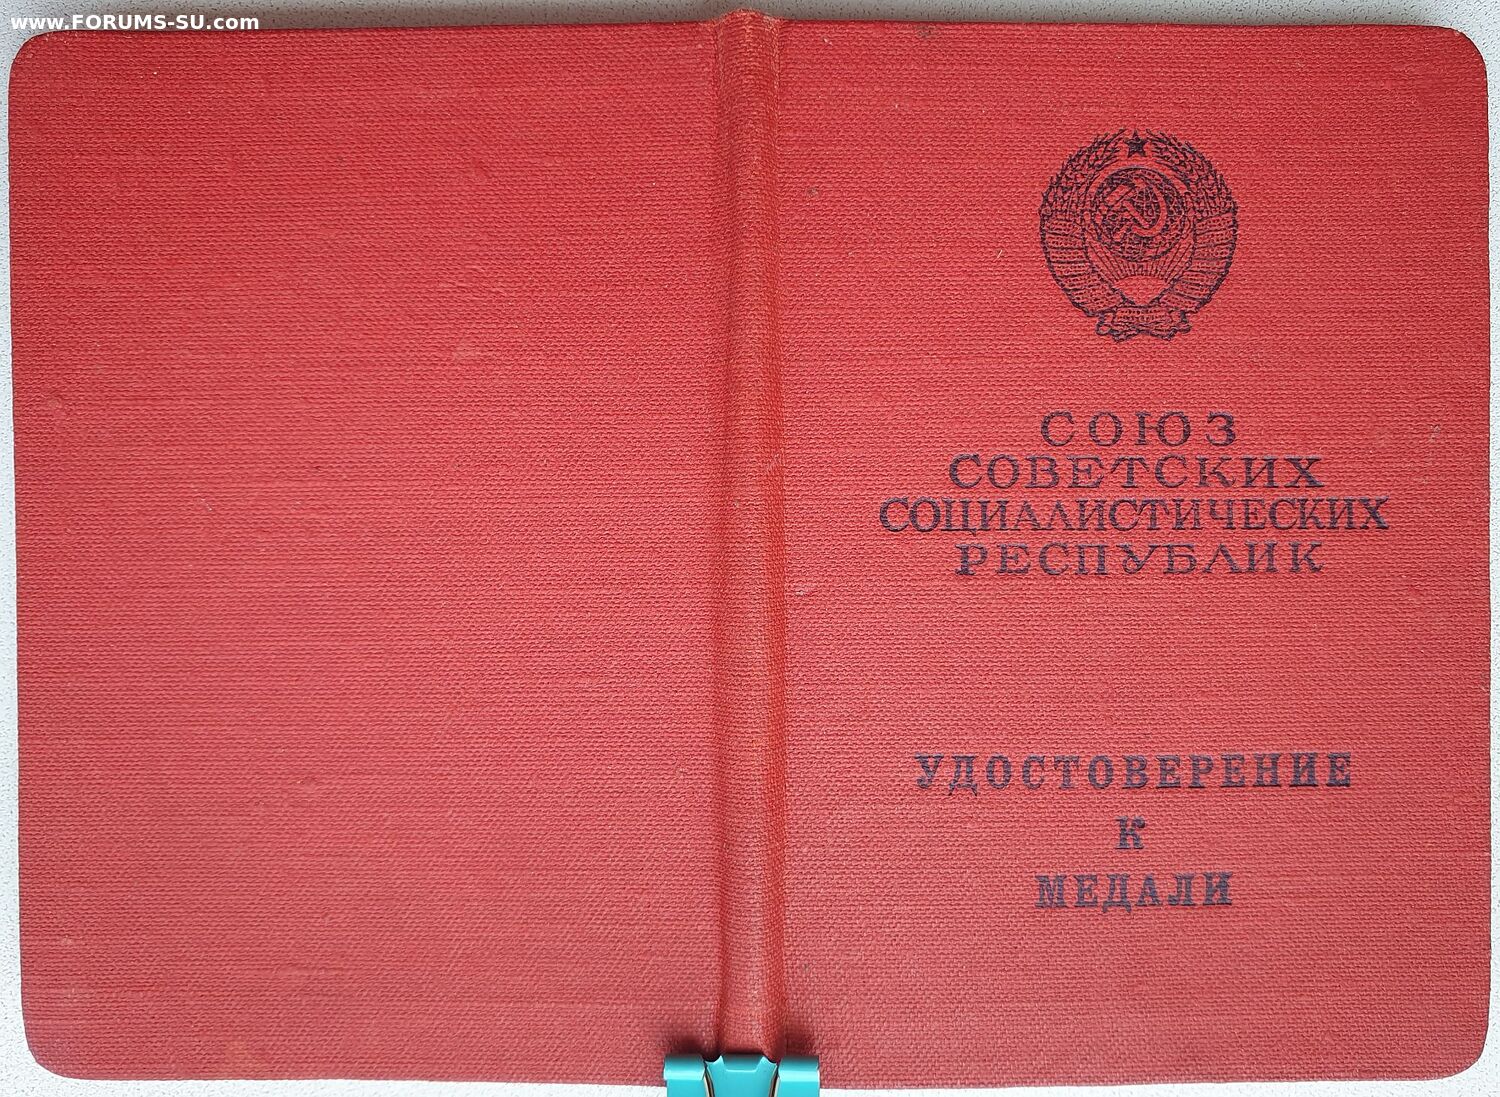 www.FORUMS-SU.com
СОЮЗ
СОВЕТСКИХ
СОЦИАЛИСТИЧЕСКИХ
РЕСПУБЛИК
УДОСТОВЕРЕНИЕ
К
МЕДАЛИ